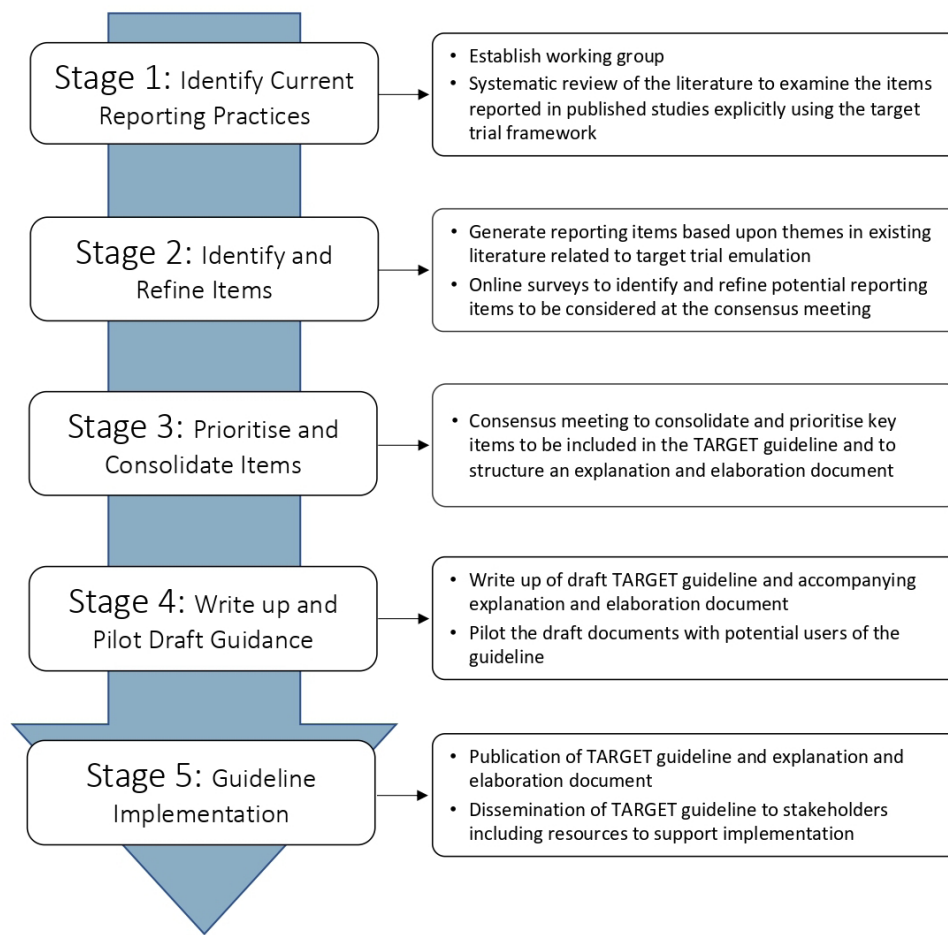 Stage 1: Identify Current
Reporting Practices
• Establish working group
• Systematic review of the literature to examine the items
reported in published studies explicitly using the target
trial framework
Stage 2: Identify and
Refine Items
• Generate reporting items based upon themes in existing
literature related to target trial emulation
• Online surveys to identify and refine potential reporting
items to be considered at the consensus meeting
Stage 3: Prioritise and
Consolidate Items
• Consensus meeting to consolidate and prioritise key
items to be included in the TARGET guideline and to
structure an explanation and elaboration document
Stage 4: Write up and
Pilot Draft Guidance
• Write up of draft TARGET guideline and accompanying
explanation and elaboration document
• Pilot the draft documents with potential users of the
guideline
Stage 5: Guideline
Implementation
• Publication of TARGET guideline and explanation and
elaboration document
• Dissemination of TARGET guideline to stakeholders
including resources to support implementation